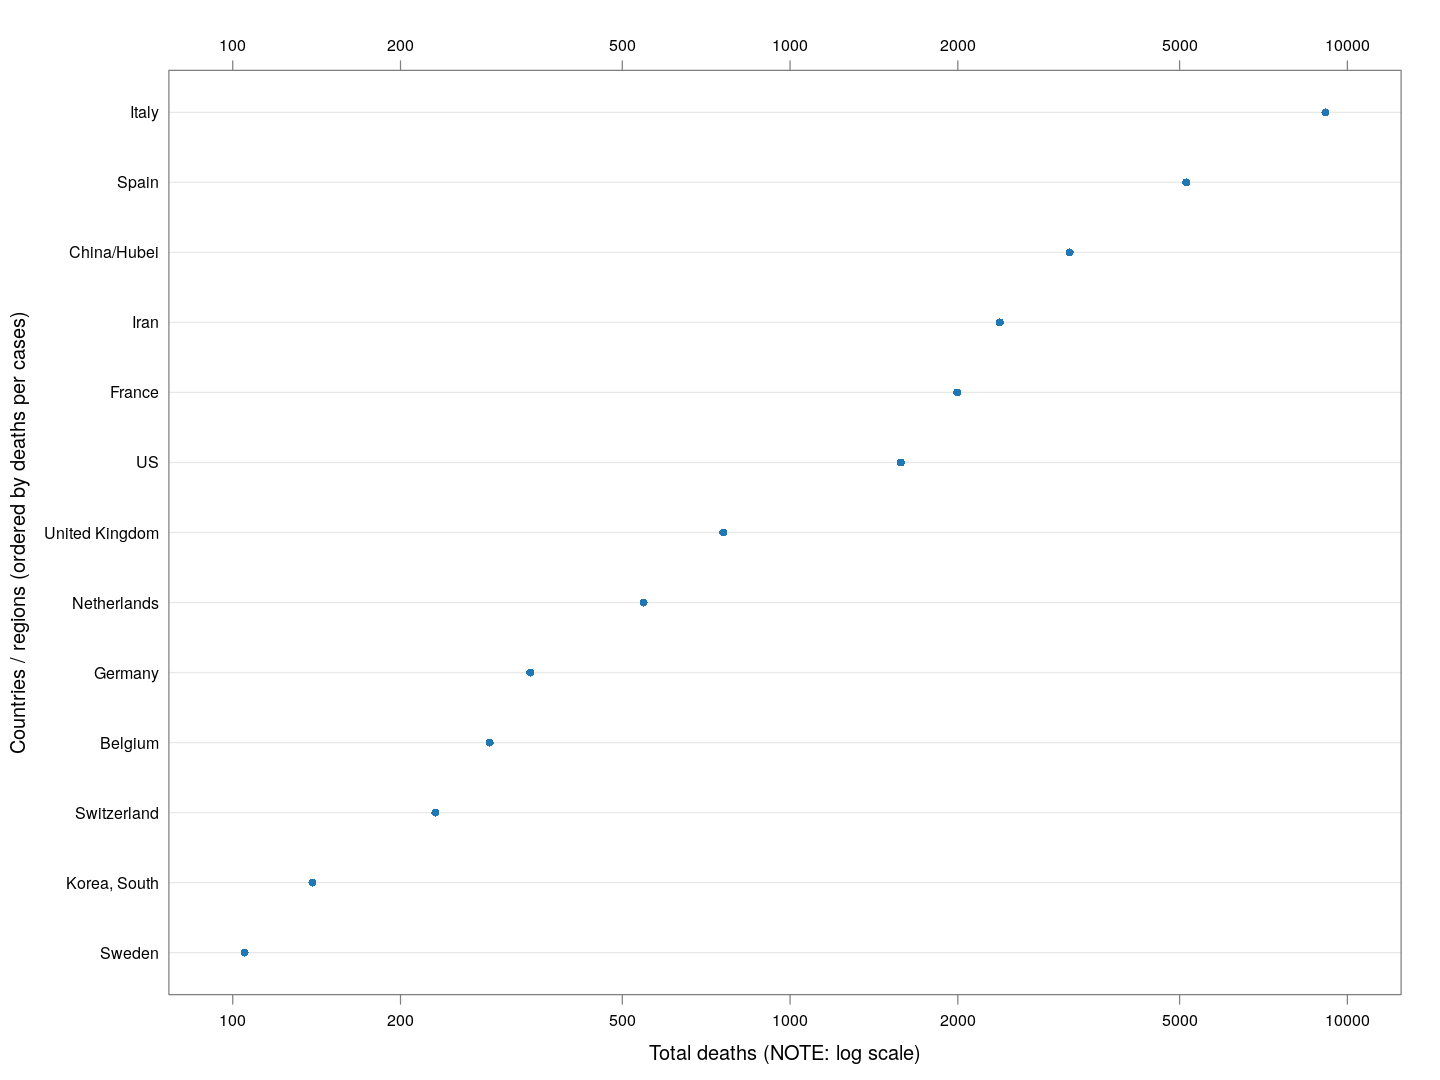 100 200 500 1000 2000 5000 10000
Italy
Spain
China/Hubei
Iran
France
US
United Kingdom
Netherlands
Germany
Belgium
Switzerland
Korea, South
Sweden
Countries / regions (ordered by deaths per cases)
100 200 500 1000 2000 5000 10000
Total deaths (NOTE: log scale)